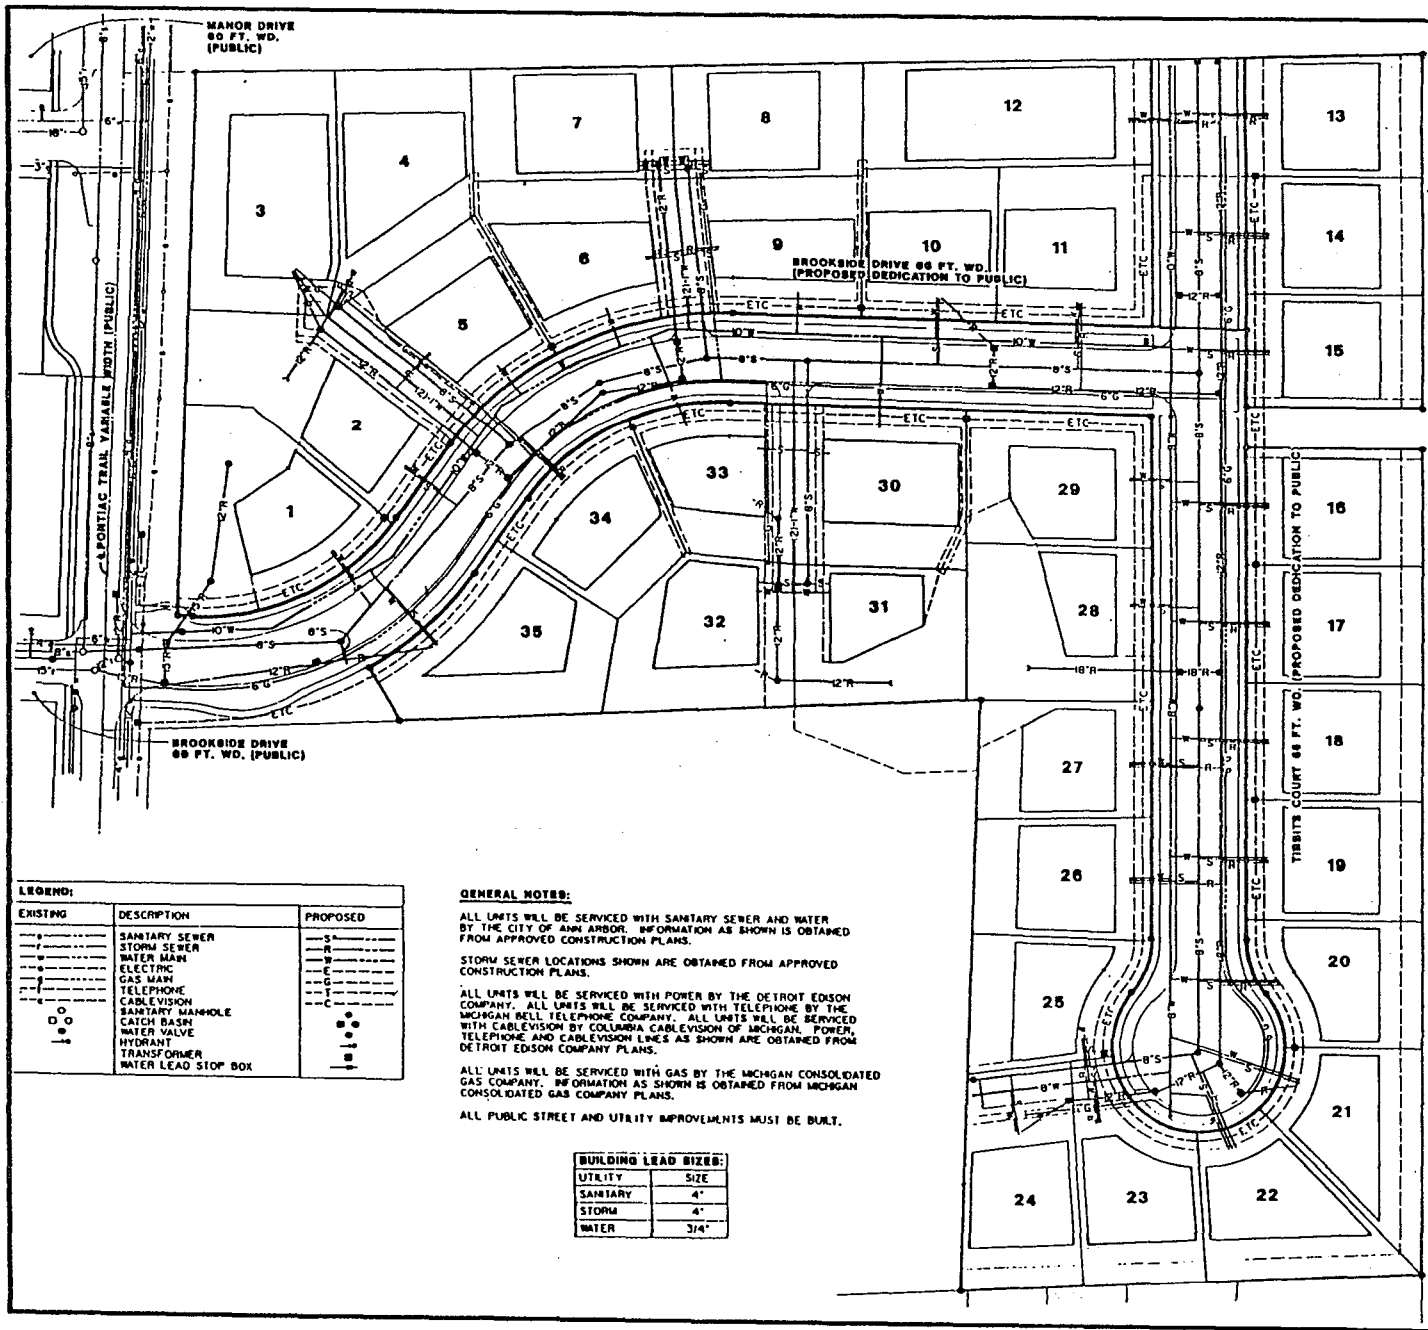 MANOR DRIVE
60 FT. WD.
(PUBLIC)
12
13
7
8
4
3
14
9
10
11
6
BROOKSIDE DRIVE 66 FT. WD.
(PROPOSED DEDICATION TO PUBLIC)
5
15
PONTIAC TRAIL VARIABLE WIDTH (PUBLIC)
2
33
30
29
1
34
16
28
31
32
35
17
TIBBITS COURT 66 FT. WD. (PROPOSED DEDICATION TO PUBLIC)
BROOKSIDE DRIVE
66 FT. WD. (PUBLIC)
18
27
19
26
20
25
21
24
23
22
ETC
10"W
8"S
12"R
6"G
18"R
8"W
LEGEND:
EXISTING DESCRIPTION PROPOSED
SANITARY SEWER
STORM SEWER
WATER MAIN
ELECTRIC
GAS MAIN
TELEPHONE
CABLEVISION
SANITARY MANHOLE
CATCH BASIN
WATER VALVE
HYDRANT
TRANSFORMER
WATER LEAD STOP BOX
GENERAL NOTES:
ALL UNITS WILL BE SERVICED WITH SANITARY SEWER AND WATER
BY THE CITY OF ANN ARBOR. INFORMATION AS SHOWN IS OBTAINED
FROM APPROVED CONSTRUCTION PLANS.
STORM SEWER LOCATIONS SHOWN ARE OBTAINED FROM APPROVED
CONSTRUCTION PLANS.
ALL UNITS WILL BE SERVICED WITH POWER BY THE DETROIT EDISON
COMPANY. ALL UNITS WILL BE SERVICED WITH TELEPHONE BY THE
MICHIGAN BELL TELEPHONE COMPANY. ALL UNITS WILL BE SERVICED
WITH CABLEVISION BY COLUMBIA CABLEVISION OF MICHIGAN. POWER,
TELEPHONE AND CABLEVISION LINES AS SHOWN ARE OBTAINED FROM
DETROIT EDISON COMPANY PLANS.
ALL UNITS WILL BE SERVICED WITH GAS BY THE MICHIGAN CONSOLIDATED
GAS COMPANY. INFORMATION AS SHOWN IS OBTAINED FROM MICHIGAN
CONSOLIDATED GAS COMPANY PLANS.
ALL PUBLIC STREET AND UTILITY IMPROVEMENTS MUST BE BUILT.
BUILDING LEAD SIZES:
UTILITY SIZE
SANITARY 4"
STORM 4"
WATER 3/4"